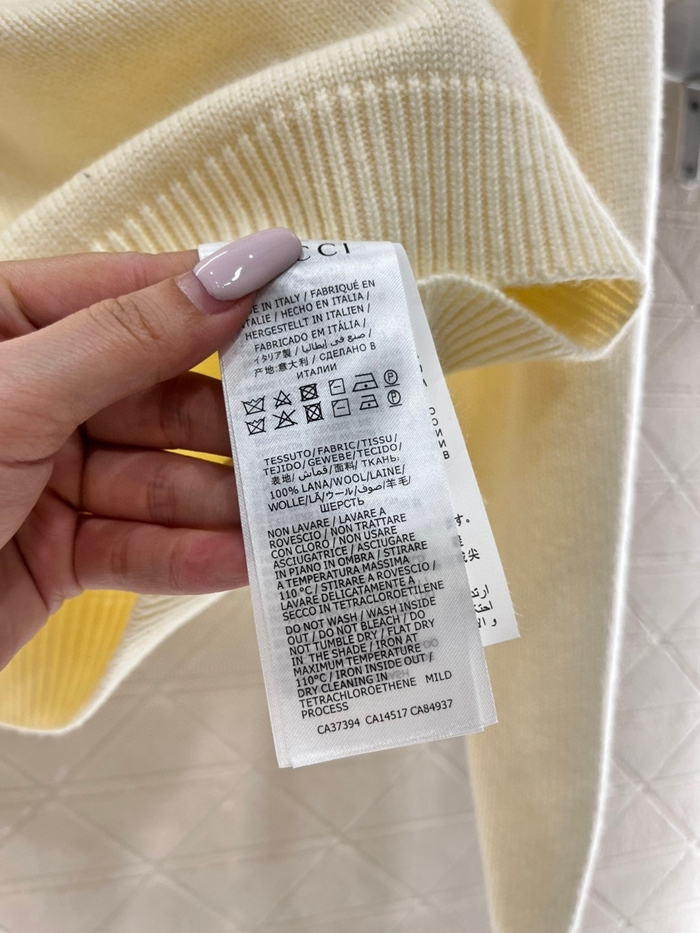 CCI
E IN ITALY / FABRIQUÉ EN
ITALIE / HECHO EN ITALIA /
HERGESTELLT IN ITALIEN /
FABRICADO EM ITÁLIA /
イタリア製 / صنع في إيطاليا /
产地:意大利 / СДЕЛАНО В
ИТАЛИИ
TESSUTO/FABRIC/TISSU/
TEJIDO/GEWEBE/TECIDO/
表地/قماش/面料/ ТКАНЬ:
100% LANA/WOOL/LAINE/
WOLLE/LÃ/ウール/صوف/羊毛/
ШЕРСТЬ
NON LAVARE / LAVARE A
ROVESCIO / NON TRATTARE
CON CLORO / NON USARE
ASCIUGATRICE / ASCIUGARE
IN PIANO IN OMBRA / STIRARE
A TEMPERATURA MASSIMA
110 °C / STIRARE A ROVESCIO /
LAVARE DELICATAMENTE A
SECCO IN TETRACLOROETILENE
DO NOT WASH / WASH INSIDE
OUT / DO NOT BLEACH / DO
NOT TUMBLE DRY / FLAT DRY
IN THE SHADE / IRON AT
MAXIMUM TEMPERATURE
110°C / IRON INSIDE OUT /
DRY CLEANING IN
TETRACHLOROETHENE MILD
PROCESS
CA37394 CA14517 CA84937